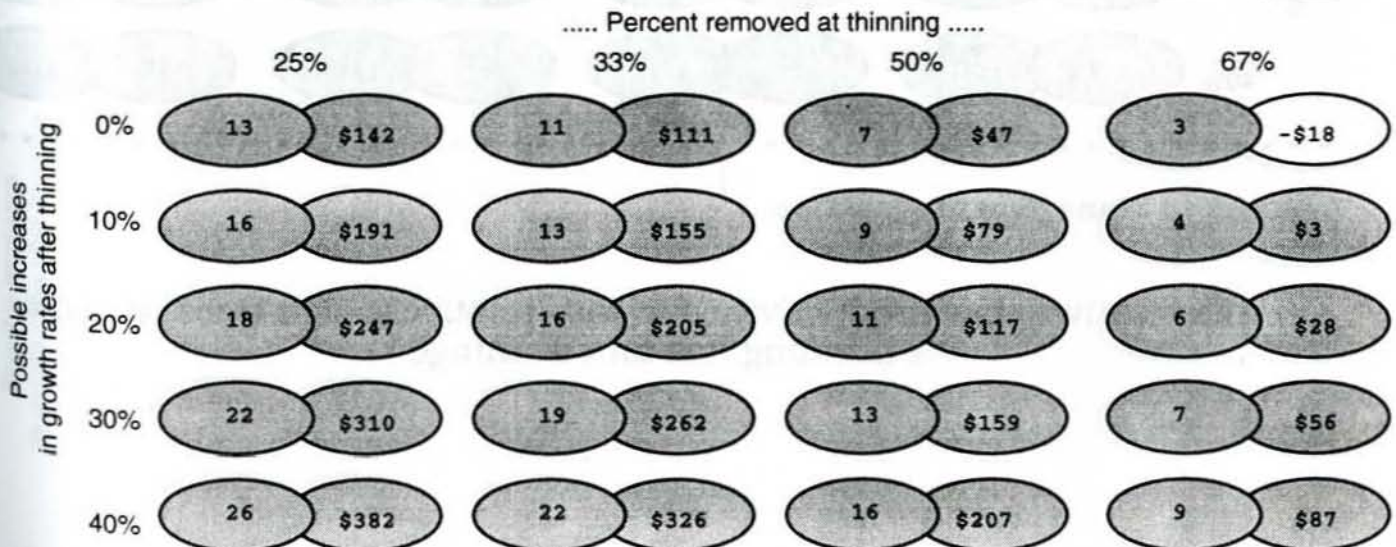 ..... Percent removed at thinning .....
25% 33% 50% 67%
Possible increases
in growth rates after thinning
0% 13 $142 11 $111 7 $47 3 -$18
10% 16 $191 13 $155 9 $79 4 $3
20% 18 $247 16 $205 11 $117 6 $28
30% 22 $310 19 $262 13 $159 7 $56
40% 26 $382 22 $326 16 $207 9 $87